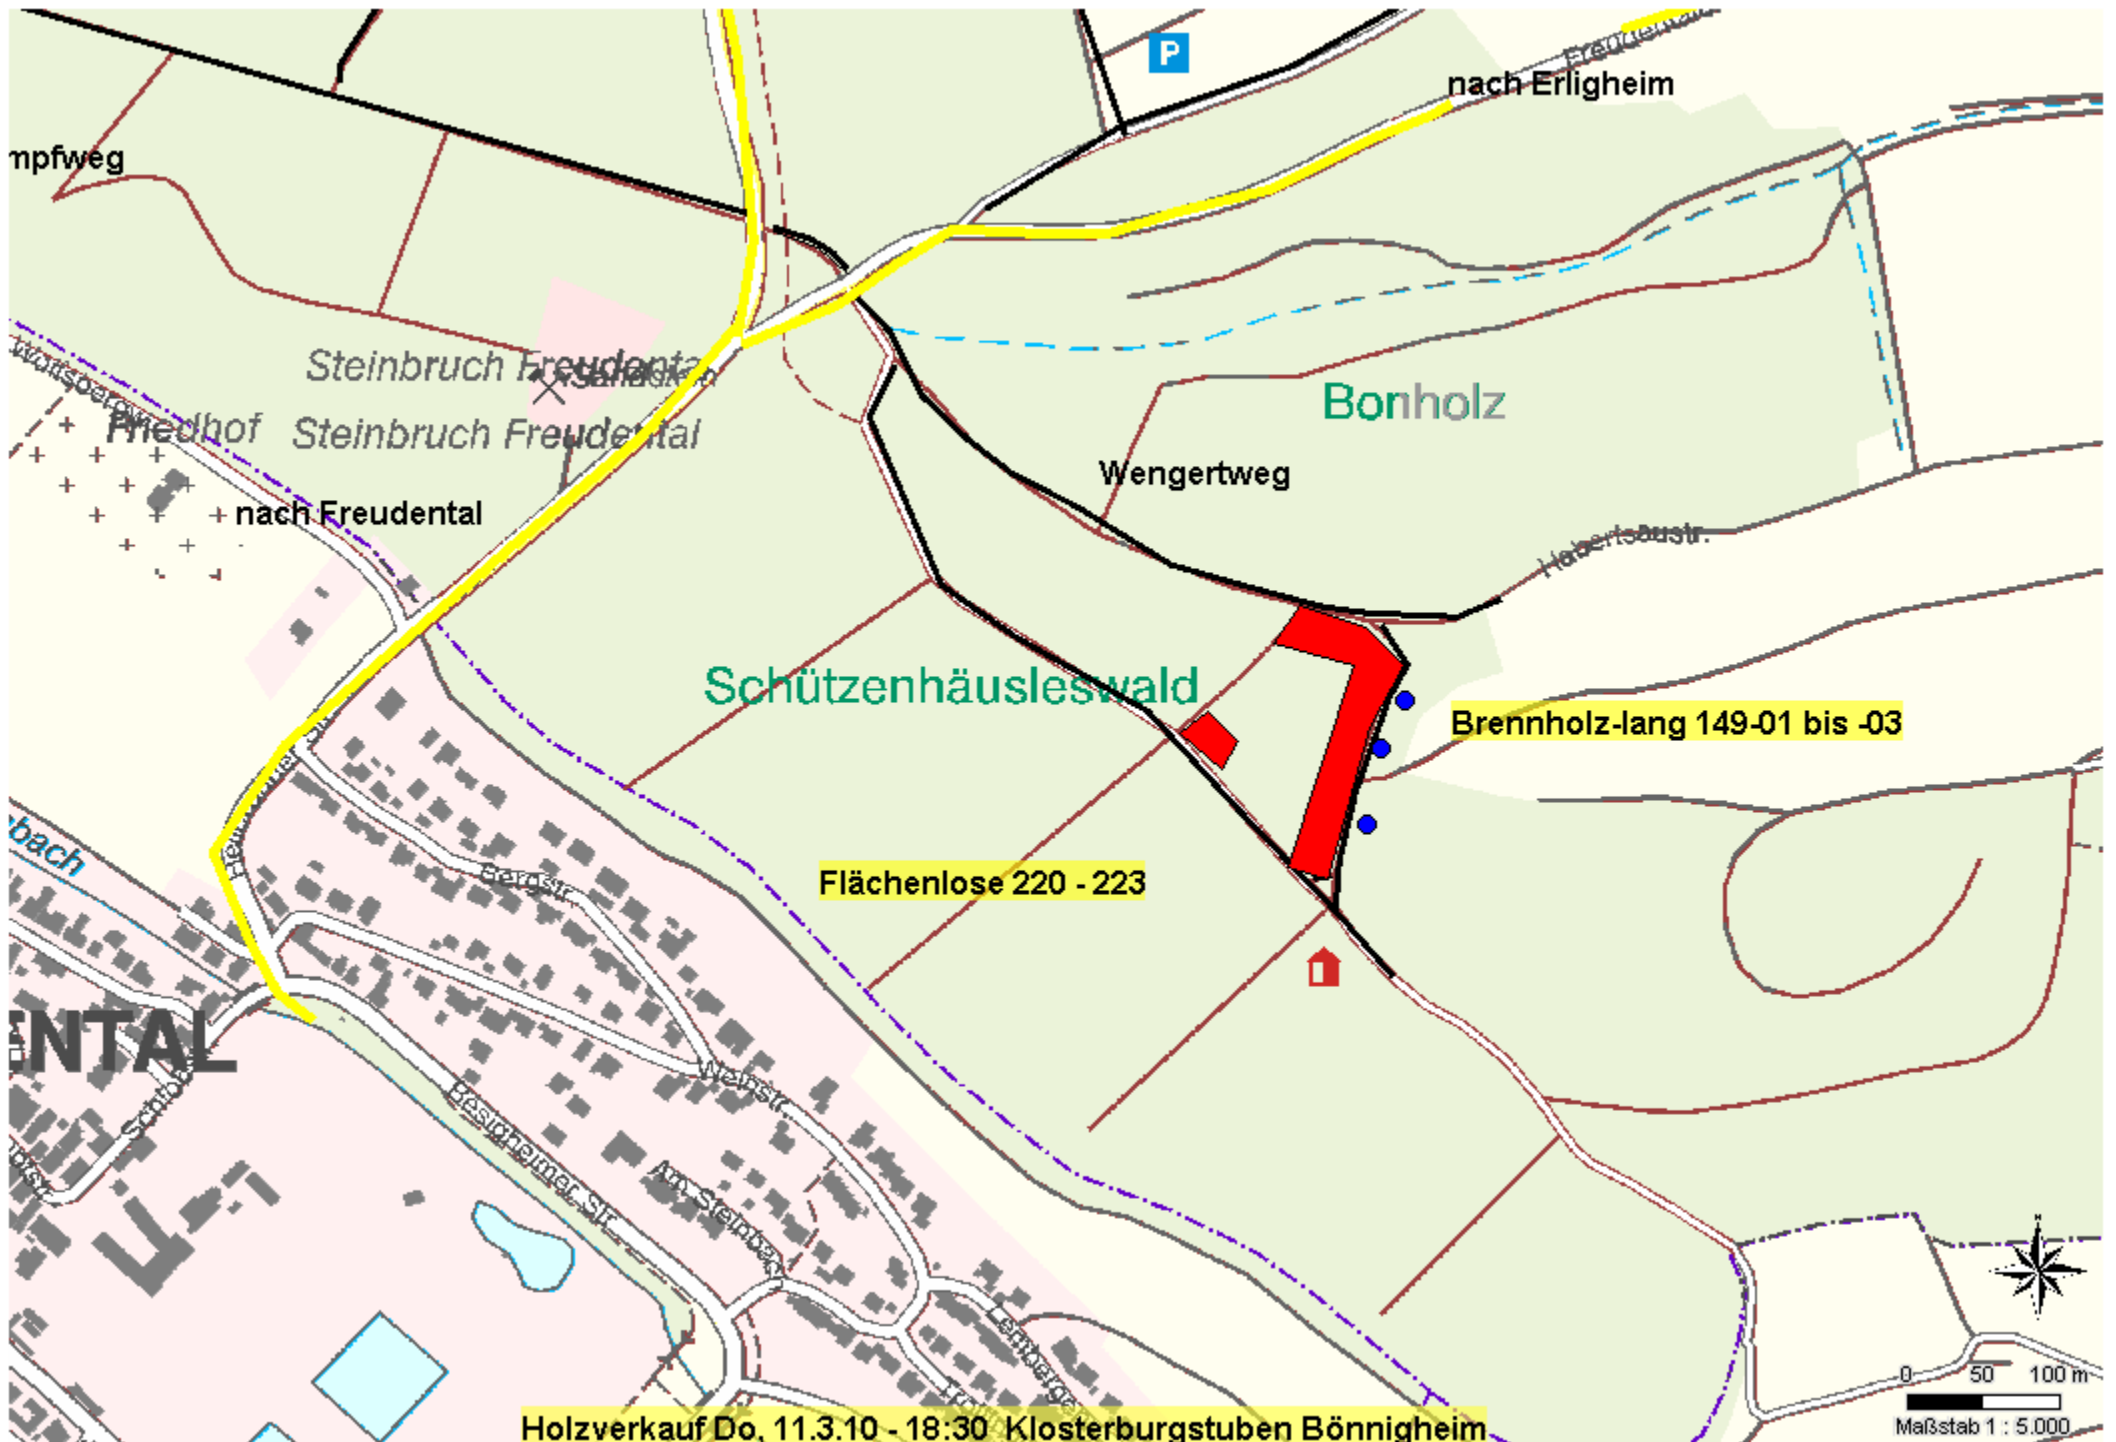 P
nach Erligheim
mpfweg
Steinbruch Freudental
Friedhof
Steinbruch Freudental
Bonholz
Wengertweg
nach Freudental
Schützenhäusleswald
Brennholz-lang 149-01 bis -03
Flächenlose 220 - 223
bach
Bergstr.
ENTAL
Weinstr.
Besigheimer Str.
Am Steinbach
0 50 100 m
Maßstab 1 : 5.000
Holzverkauf Do, 11.3.10 - 18:30 Klosterburgstuben Bönnigheim